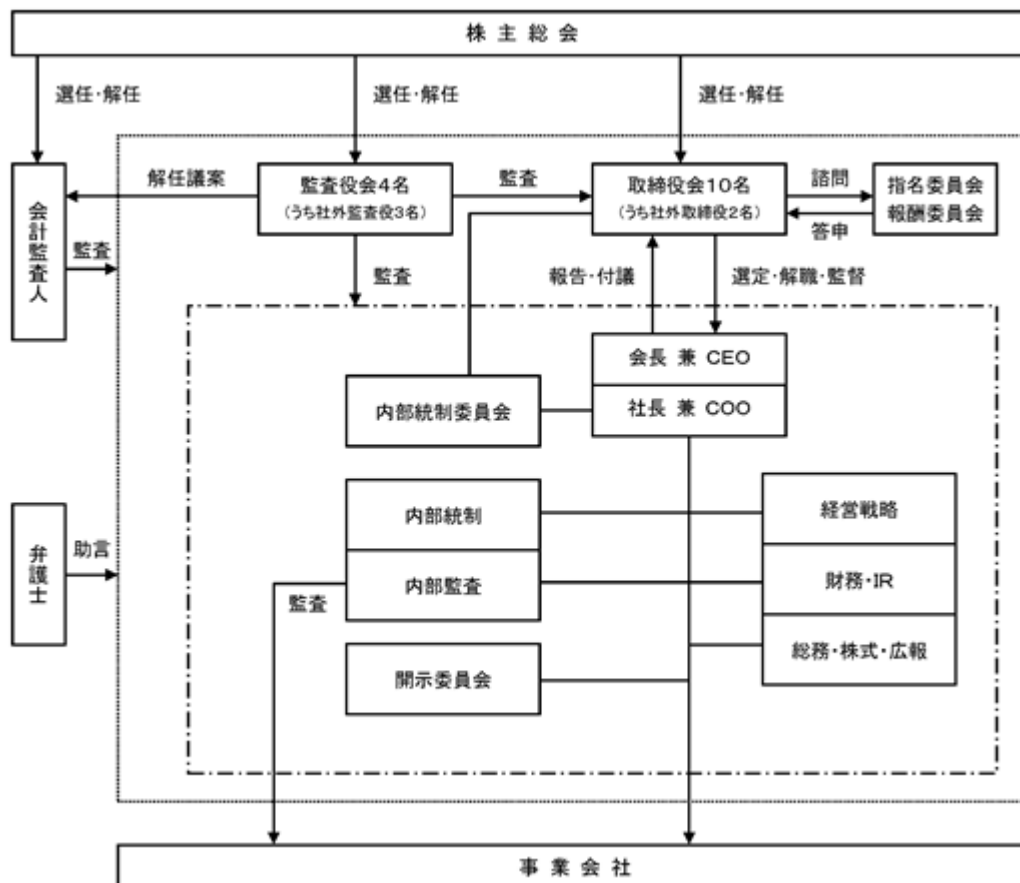 株主総会
選任・解任
選任・解任
選任・解任
会計監査人
解任議案
監査役会4名
(うち社外監査役3名)
監査
取締役会10名
(うち社外取締役2名)
諮問
答申
指名委員会
報酬委員会
監査
監査
報告・付議
選定・解職・監督
会長 兼 CEO
社長 兼 COO
内部統制委員会
弁護士
助言
内部統制
内部監査
監査
開示委員会
経営戦略
財務・IR
総務・株式・広報
事業会社